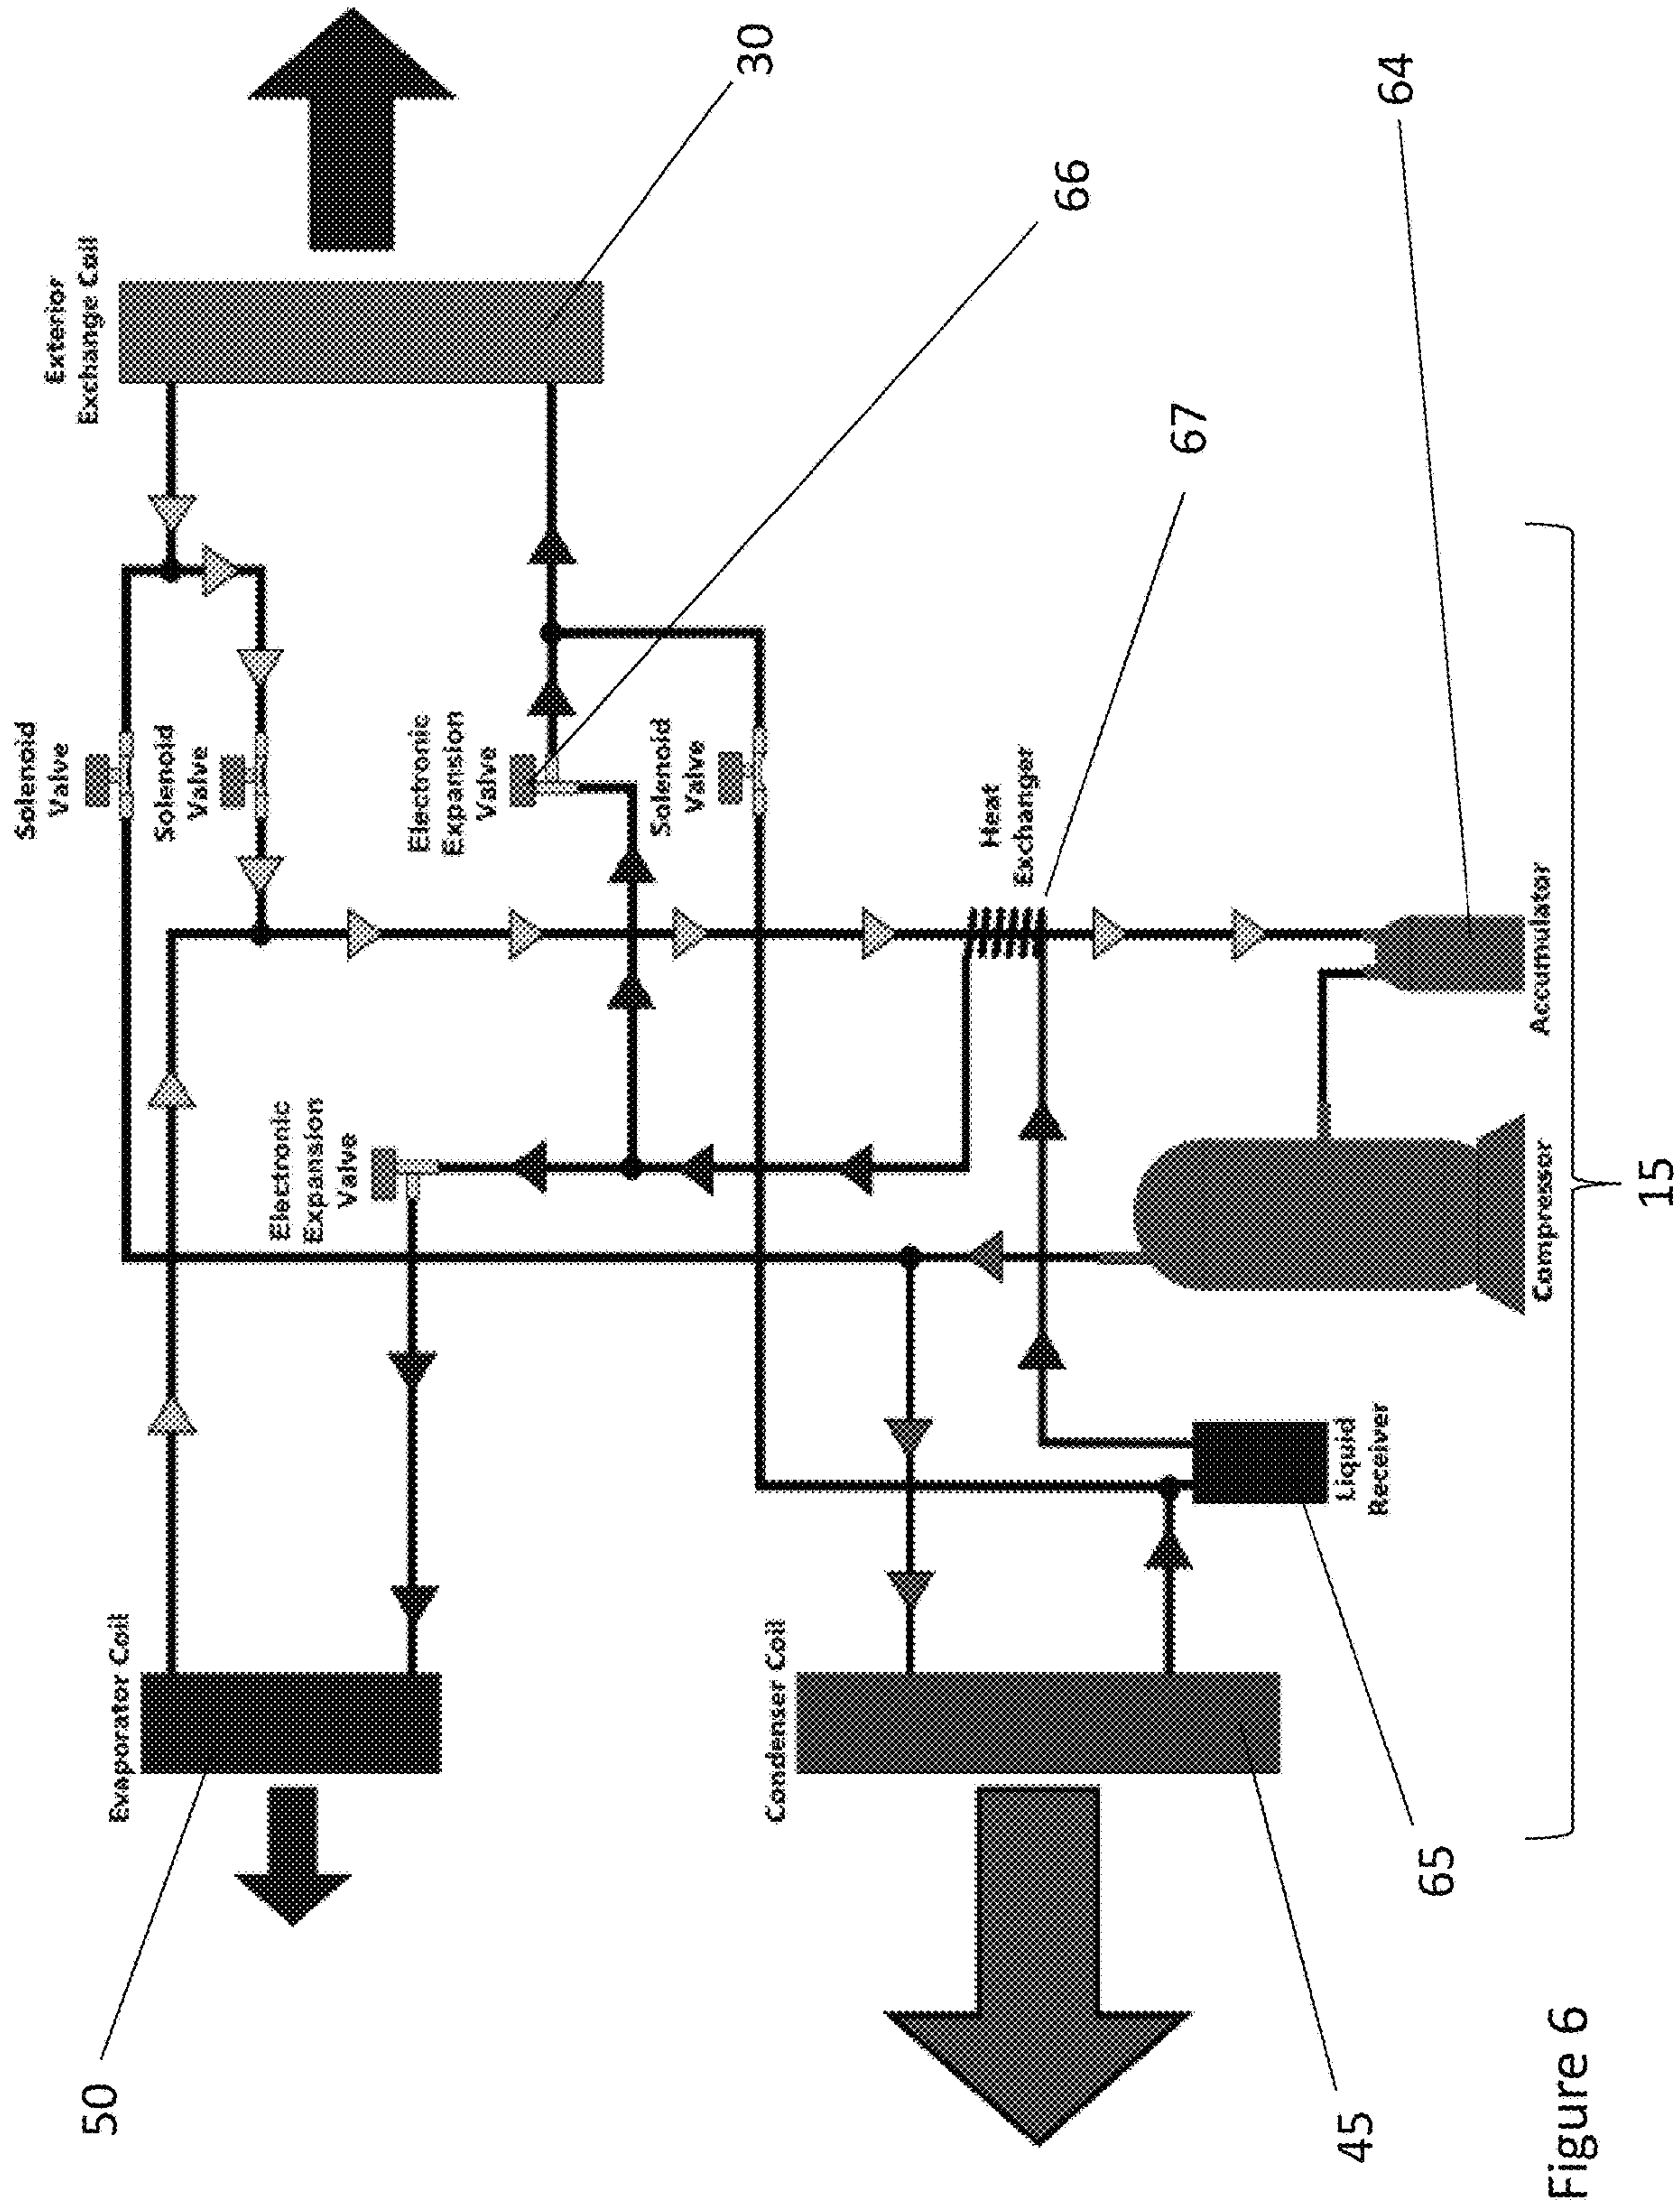 Evaporator Coil
Electronic
Expansion
Valve
Solenoid
Valve
Solenoid
Valve
Exterior
Exchange Coil
Electronic
Expansion
Valve
Solenoid
Valve
Heat
Exchanger
Condenser Coil
Liquid
Receiver
Compressor
Accumulator
50
30
66
67
64
65
45
15
Figure 6